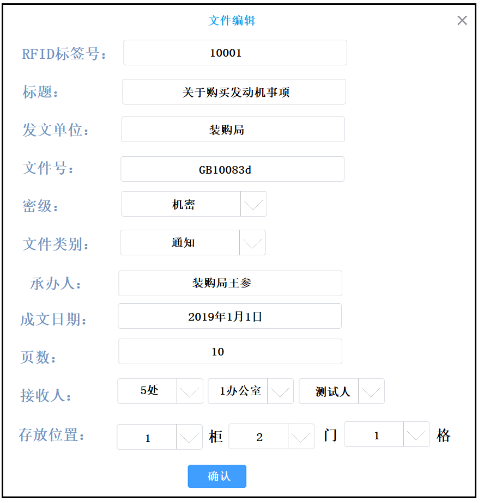 文件编辑
RFID标签号: 10001
标题: 关于购买发动机事项
发文单位: 装购局
文件号: GB10083d
密级: 机密
文件类别: 通知
承办人: 装购局王参
成文日期: 2019年1月1日
页数: 10
接收人: 5处 1办公室 测试人
存放位置: 1 柜 2 门 1 格
确认